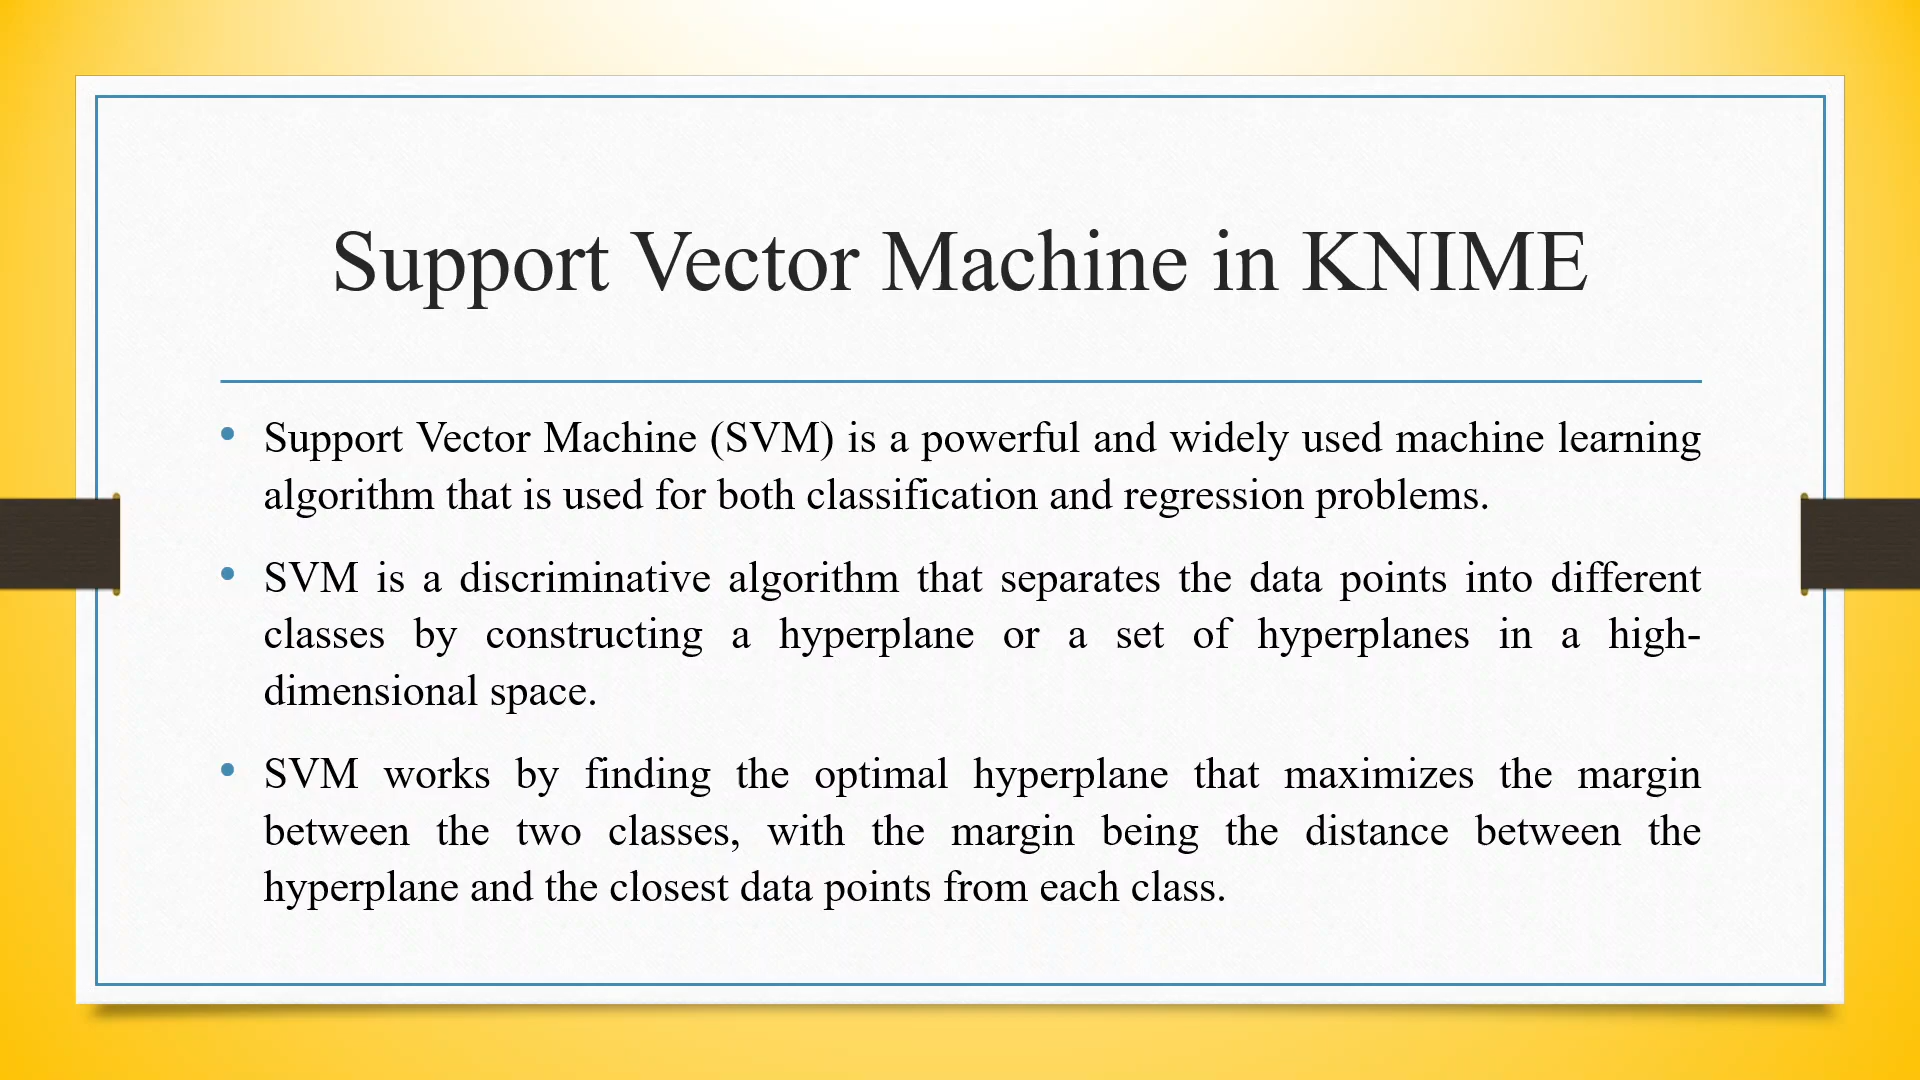 Support Vector Machine in KNIME
• Support Vector Machine (SVM) is a powerful and widely used machine learning
algorithm that is used for both classification and regression problems.
• SVM is a discriminative algorithm that separates the data points into different
classes by constructing a hyperplane or a set of hyperplanes in a high-
dimensional space.
• SVM works by finding the optimal hyperplane that maximizes the margin
between the two classes, with the margin being the distance between the
hyperplane and the closest data points from each class.